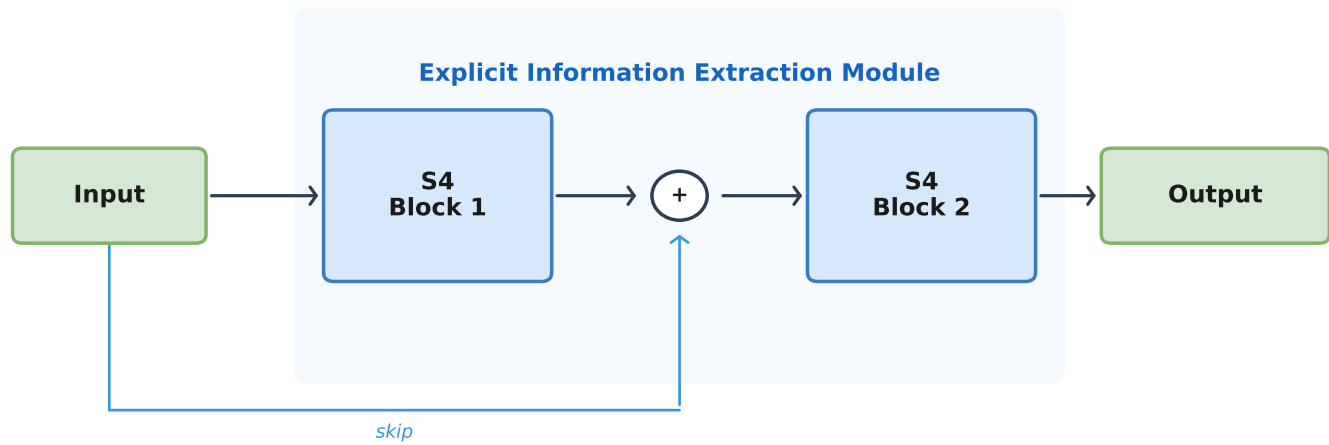 Explicit Information Extraction Module
Input
S4
Block 1
+
S4
Block 2
Output
skip